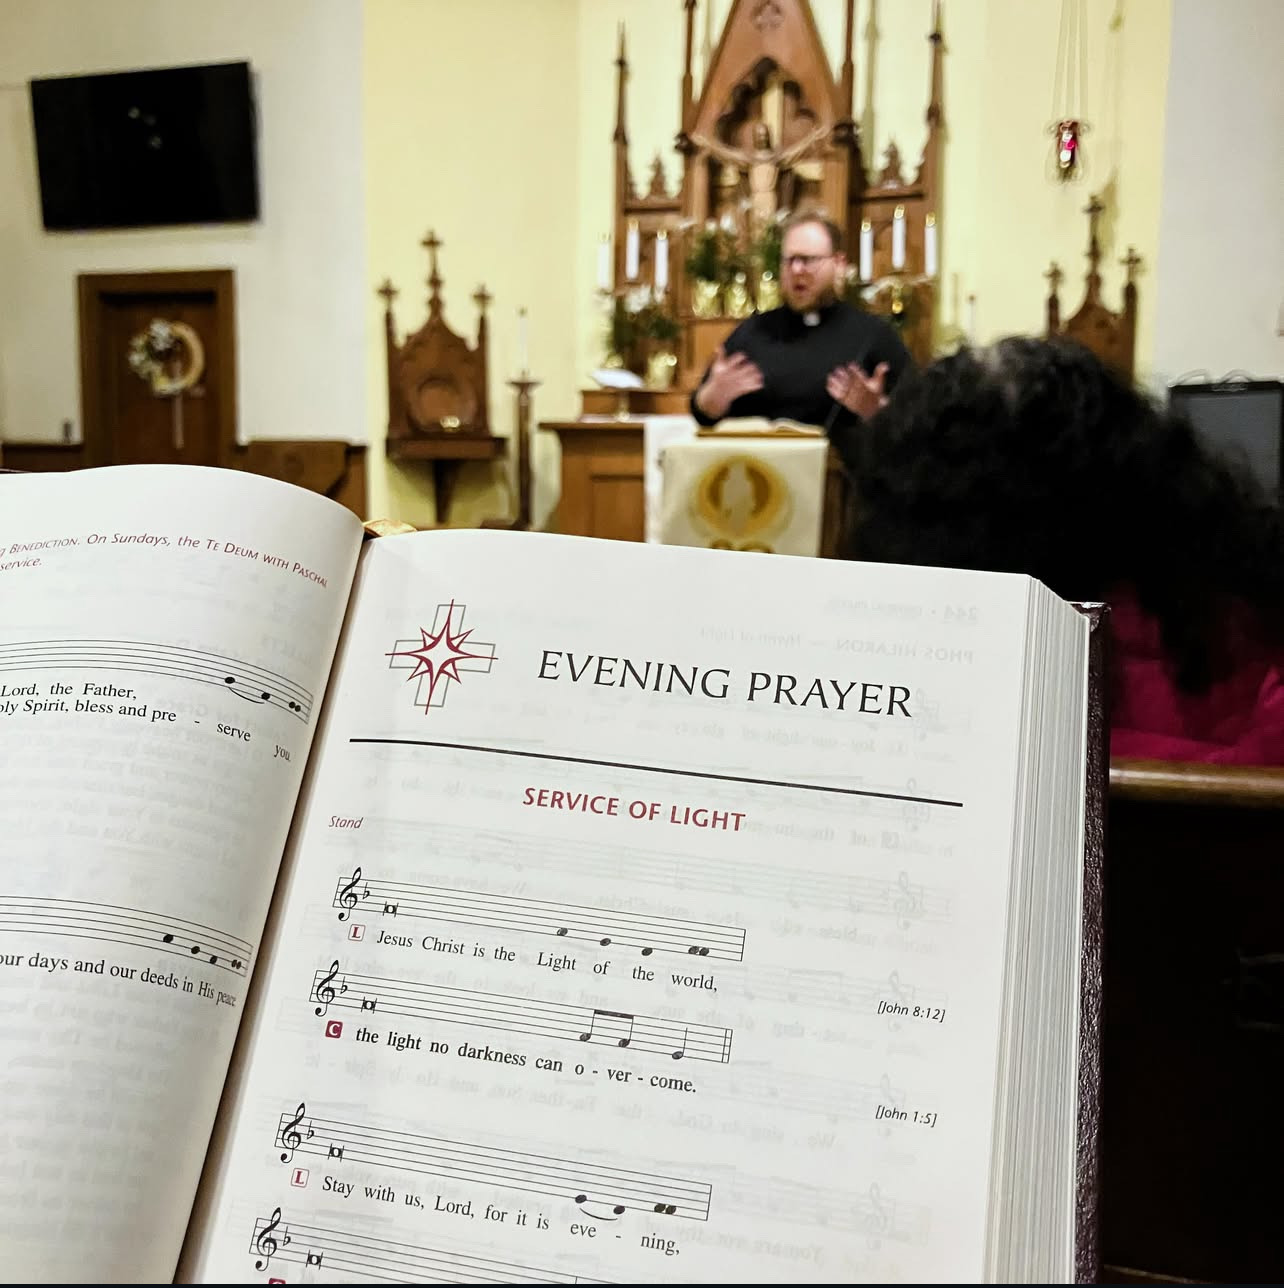 BENEDICTION. On Sundays, the TE DEUM WITH PASCHAL
service.
Lord, the Father,
Holy Spirit, bless and pre - serve you.
our days and our deeds in His peace
EVENING PRAYER
SERVICE OF LIGHT
Stand
L Jesus Christ is the Light of the world,
[John 8:12]
C the light no darkness can o - ver - come.
[John 1:5]
L Stay with us, Lord, for it is eve - ning,
C